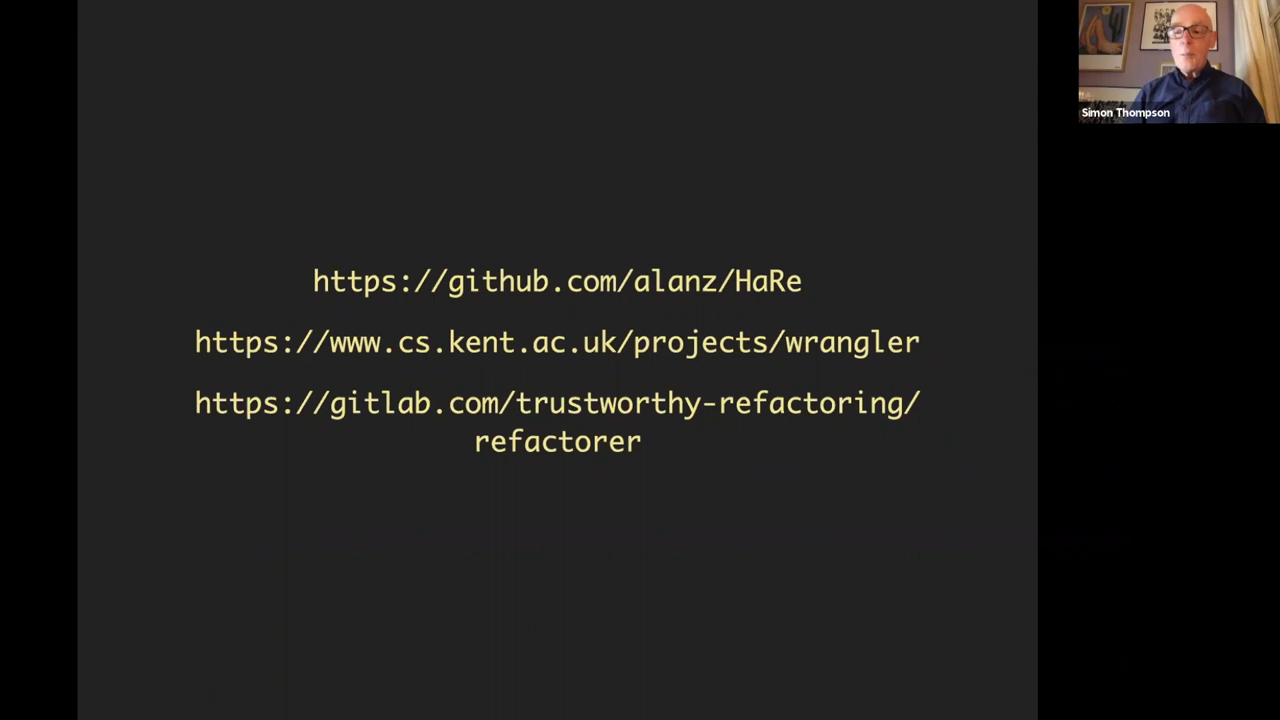 https://github.com/alanz/HaRe
https://www.cs.kent.ac.uk/projects/wrangler
https://gitlab.com/trustworthy-refactoring/
refactorer
Simon Thompson